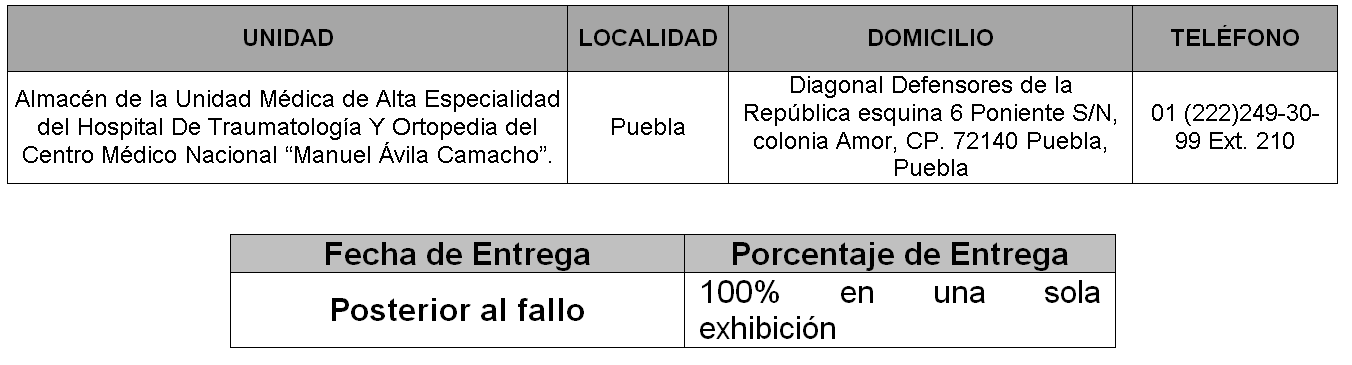 UNIDAD LOCALIDAD DOMICILIO TELÉFONO
Almacén de la Unidad Médica de Alta Especialidad
del Hospital De Traumatología Y Ortopedia del
Centro Médico Nacional “Manuel Ávila Camacho”.
Puebla
Diagonal Defensores de la
República esquina 6 Poniente S/N,
colonia Amor, CP. 72140 Puebla,
Puebla
01 (222)249-30-
99 Ext. 210
Fecha de Entrega Porcentaje de Entrega
Posterior al fallo
100% en una sola
exhibición